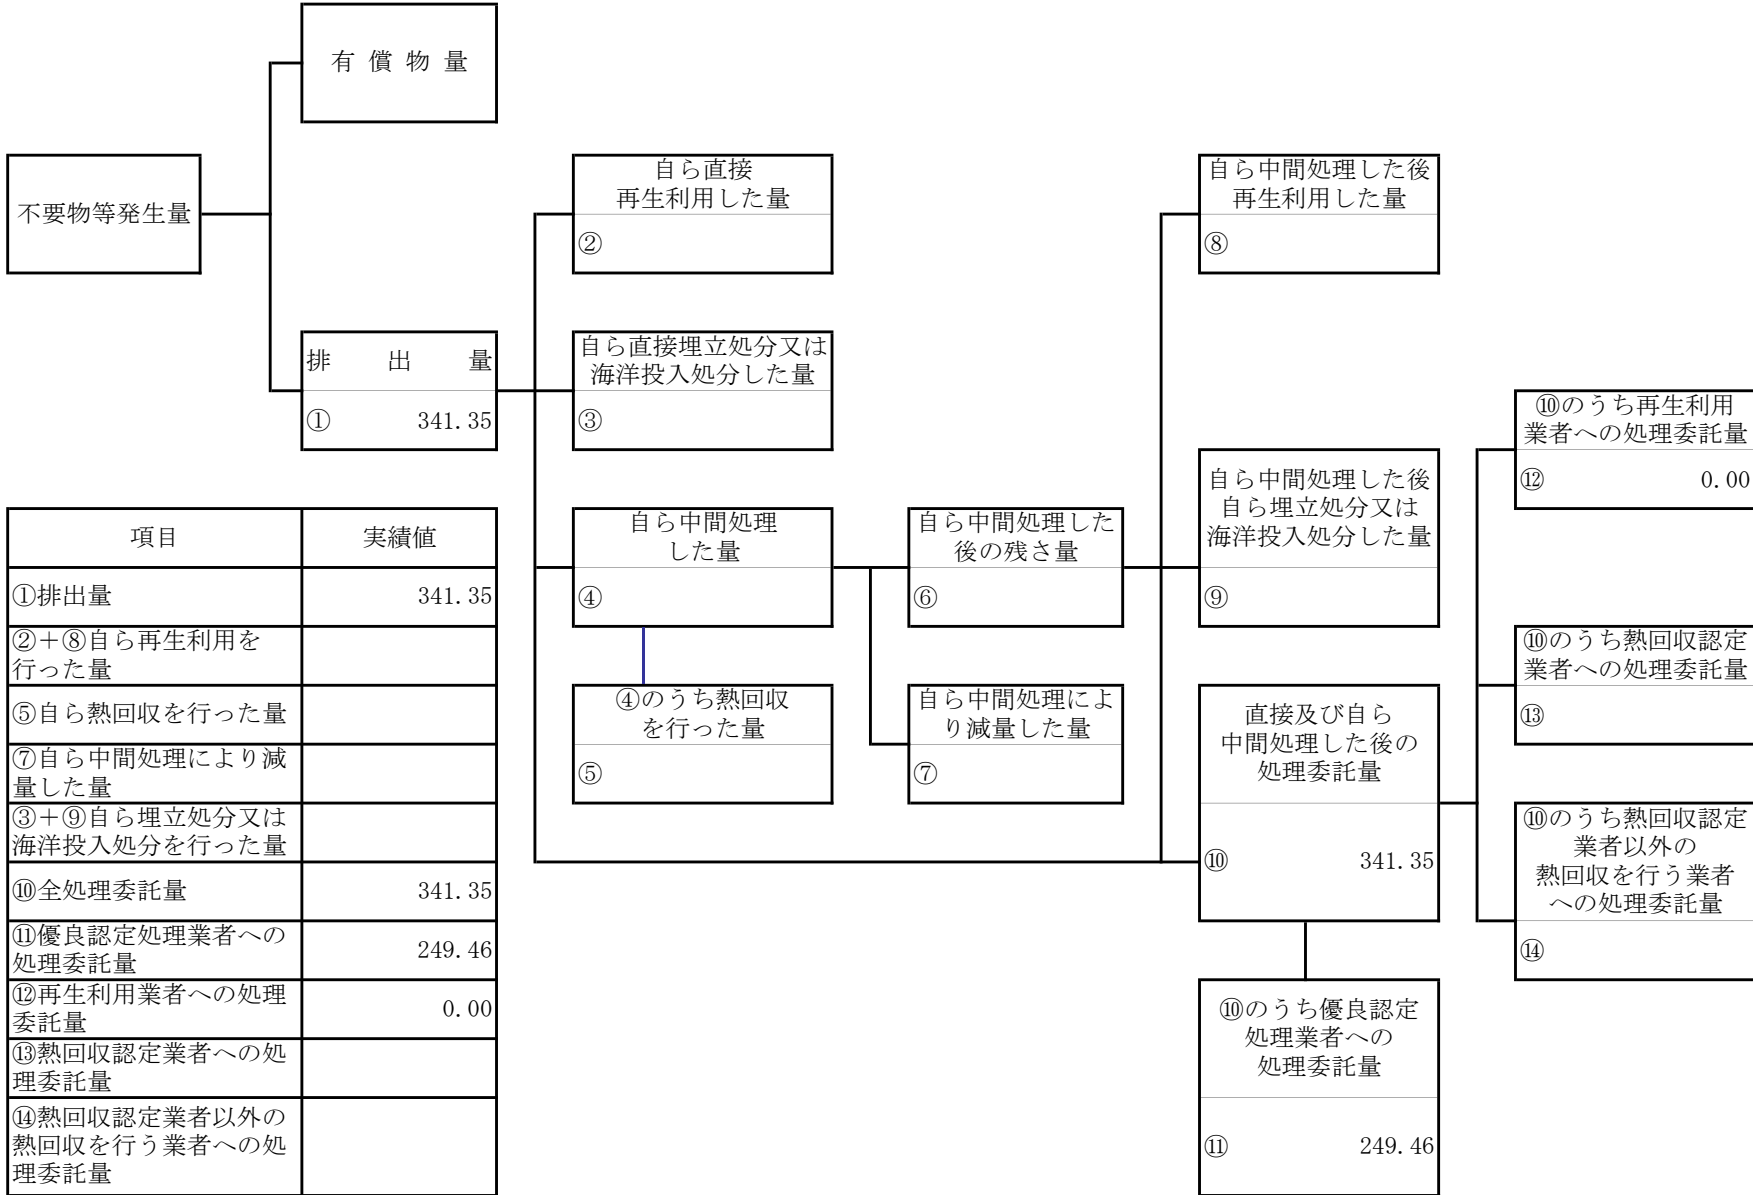 有 償 物 量
不要物等発生量
排 出 量
① 341.35
自ら直接
再生利用した量
②
自ら直接埋立処分又は
海洋投入処分した量
③
自ら中間処理
した量
④
④のうち熱回収
を行った量
⑤
自ら中間処理した
後の残さ量
⑥
自ら中間処理によ
り減量した量
⑦
自ら中間処理した後
再生利用した量
⑧
自ら中間処理した後
自ら埋立処分又は
海洋投入処分した量
⑨
直接及び自ら
中間処理した後の
処理委託量
⑩ 341.35
⑩のうち優良認定
処理業者への
処理委託量
⑪ 249.46
⑩のうち再生利用
業者への処理委託量
⑫ 0.00
⑩のうち熱回収認定
業者への処理委託量
⑬
⑩のうち熱回収認定
業者以外の
熱回収を行う業者
への処理委託量
⑭
項目 実績値
①排出量 341.35
②+⑧自ら再生利用を
行った量
⑤自ら熱回収を行った量
⑦自ら中間処理により減
量した量
③+⑨自ら埋立処分又は
海洋投入処分を行った量
⑩全処理委託量 341.35
⑪優良認定処理業者への
処理委託量 249.46
⑫再生利用業者への処理
委託量 0.00
⑬熱回収認定業者への処
理委託量
⑭熱回収認定業者以外の
熱回収を行う業者への処
理委託量